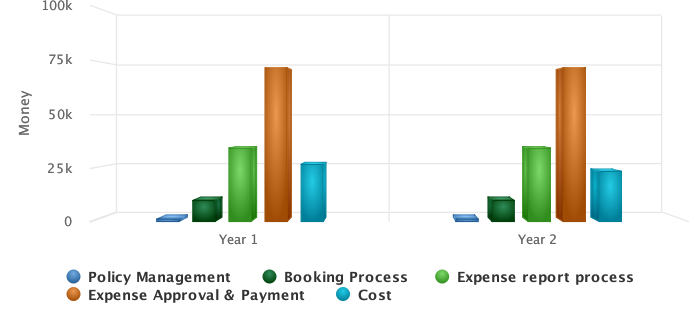 100k
75k
Money
50k
25k
0
Year 1 Year 2
Policy Management Booking Process Expense report process
Expense Approval & Payment Cost